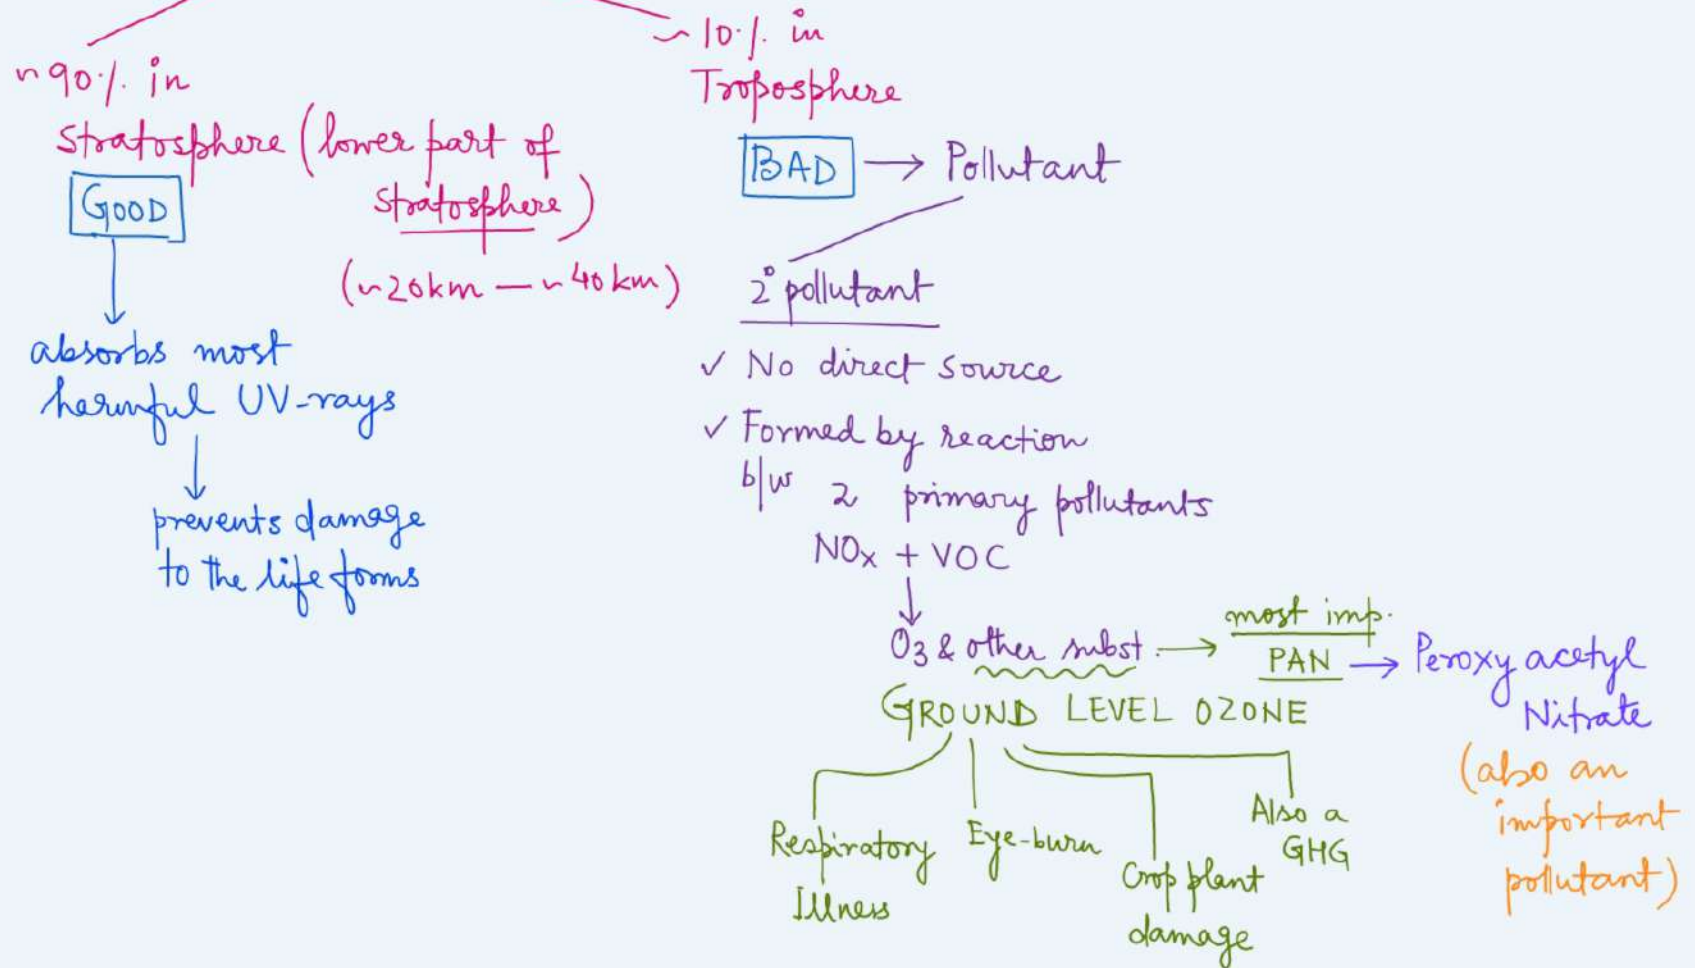 ~90% in
Stratosphere (lower part of
stratosphere)
(~20km — ~40km)
GOOD
absorbs most
harmful UV-rays
prevents damage
to the life forms
~10% in
Troposphere
BAD → Pollutant
2° pollutant
✓ No direct source
✓ Formed by reaction
b/w 2 primary pollutants
NOx + VOC
O3 & other subst. → most imp.
PAN → Peroxy acetyl
Nitrate
(also an
important
pollutant)
GROUND LEVEL OZONE
Respiratory
Illness
Eye-burn
Crop plant
damage
Also a
GHG